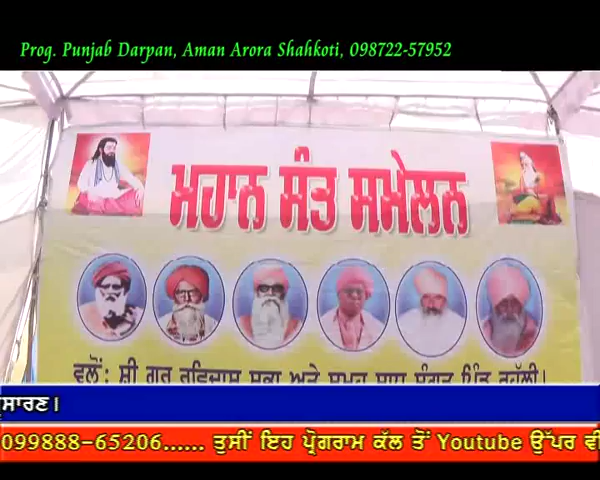 Prog. Punjab Darpan, Aman Arora Shahkoti, 098722-57952
ਮਹਾਨ ਸੰਤ ਸਮੇਲਨ
ਵਲੋਂ: ਸ਼੍ਰੀ ਗੁਰੂ ਰਵਿਦਾਸ ਸਭਾ ਅਤੇ ਸਮੂਹ ਸਾਧ ਸੰਗਤ ਪਿੰਡ
ਸਾਰਣ।
099888-65206...... ਤੁਸੀਂ ਇਹ ਪ੍ਰੋਗਰਾਮ ਕੱਲ ਤੋਂ Youtube ਉੱਪਰ ਵੀ